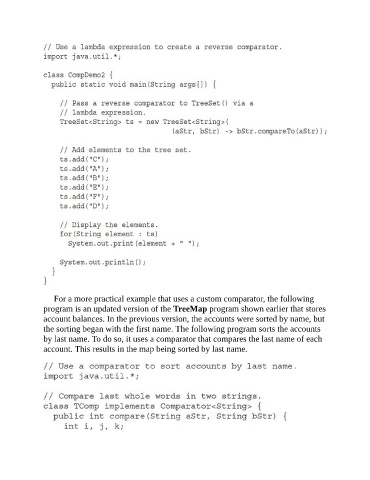 // Use a lambda expression to create a reverse comparator.
import java.util.*;

class CompDemo2 {
  public static void main(String args[]) {

    // Pass a reverse comparator to TreeSet() via a
    // lambda expression.
    TreeSet<String> ts = new TreeSet<String>(
                             (aStr, bStr) -> bStr.compareTo(aStr));

    // Add elements to the tree set.
    ts.add("C");
    ts.add("A");
    ts.add("B");
    ts.add("E");
    ts.add("F");
    ts.add("D");

    // Display the elements.
    for(String element : ts)
      System.out.print(element + " ");

    System.out.println();
  }
}
For a more practical example that uses a custom comparator, the following
program is an updated version of the TreeMap program shown earlier that stores
account balances. In the previous version, the accounts were sorted by name, but
the sorting began with the first name. The following program sorts the accounts
by last name. To do so, it uses a comparator that compares the last name of each
account. This results in the map being sorted by last name.
// Use a comparator to sort accounts by last name.
import java.util.*;

// Compare last whole words in two strings.
class TComp implements Comparator<String> {
  public int compare(String aStr, String bStr) {
    int i, j, k;